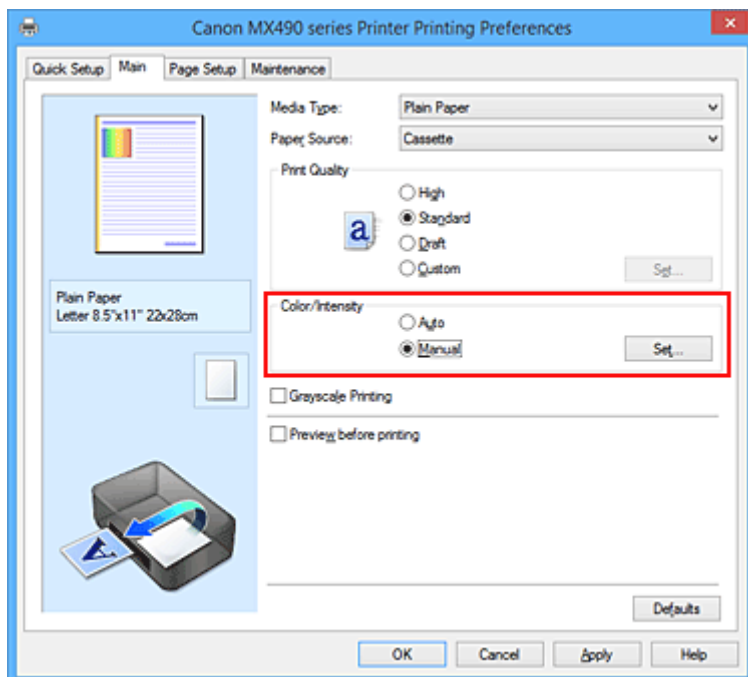 Canon MX490 series Printer Printing Preferences
Quick Setup Main Page Setup Maintenance
Media Type: Plain Paper
Paper Source: Cassette
Print Quality
High
a Standard
Draft
Custom Set...
Plain Paper
Letter 8.5"x11" 22x28cm
Color/Intensity
Auto
Manual Set...
Grayscale Printing
Preview before printing
A
Defaults
OK Cancel Apply Help